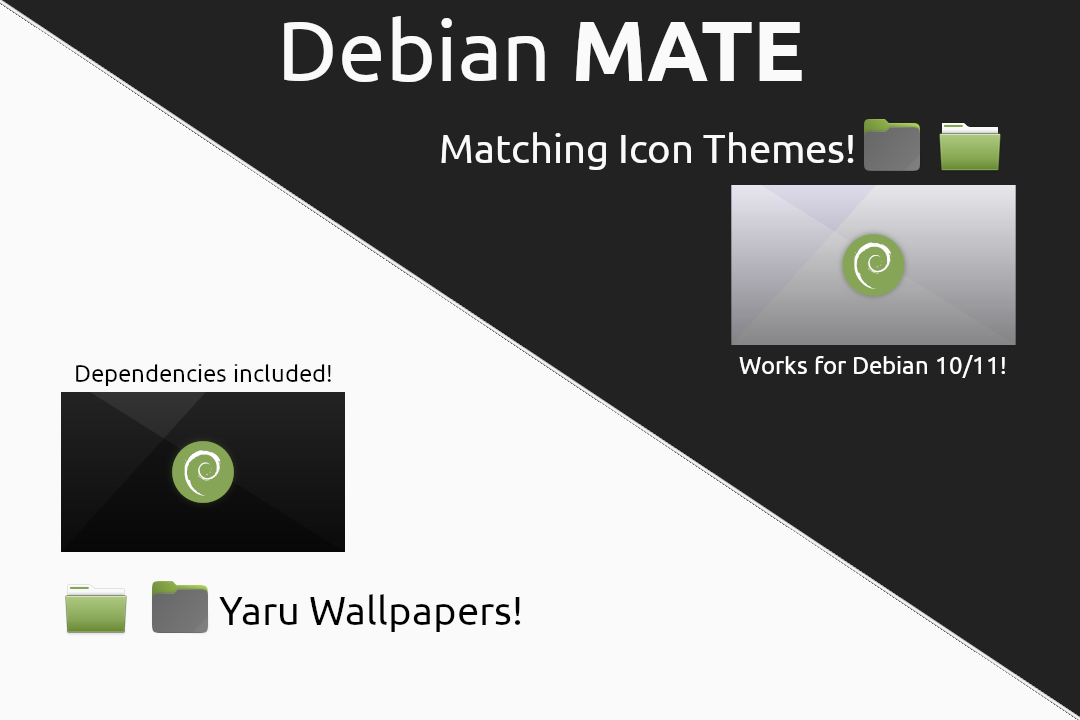 Debian MATE
Matching Icon Themes!
Works for Debian 10/11!
Dependencies included!
Yaru Wallpapers!